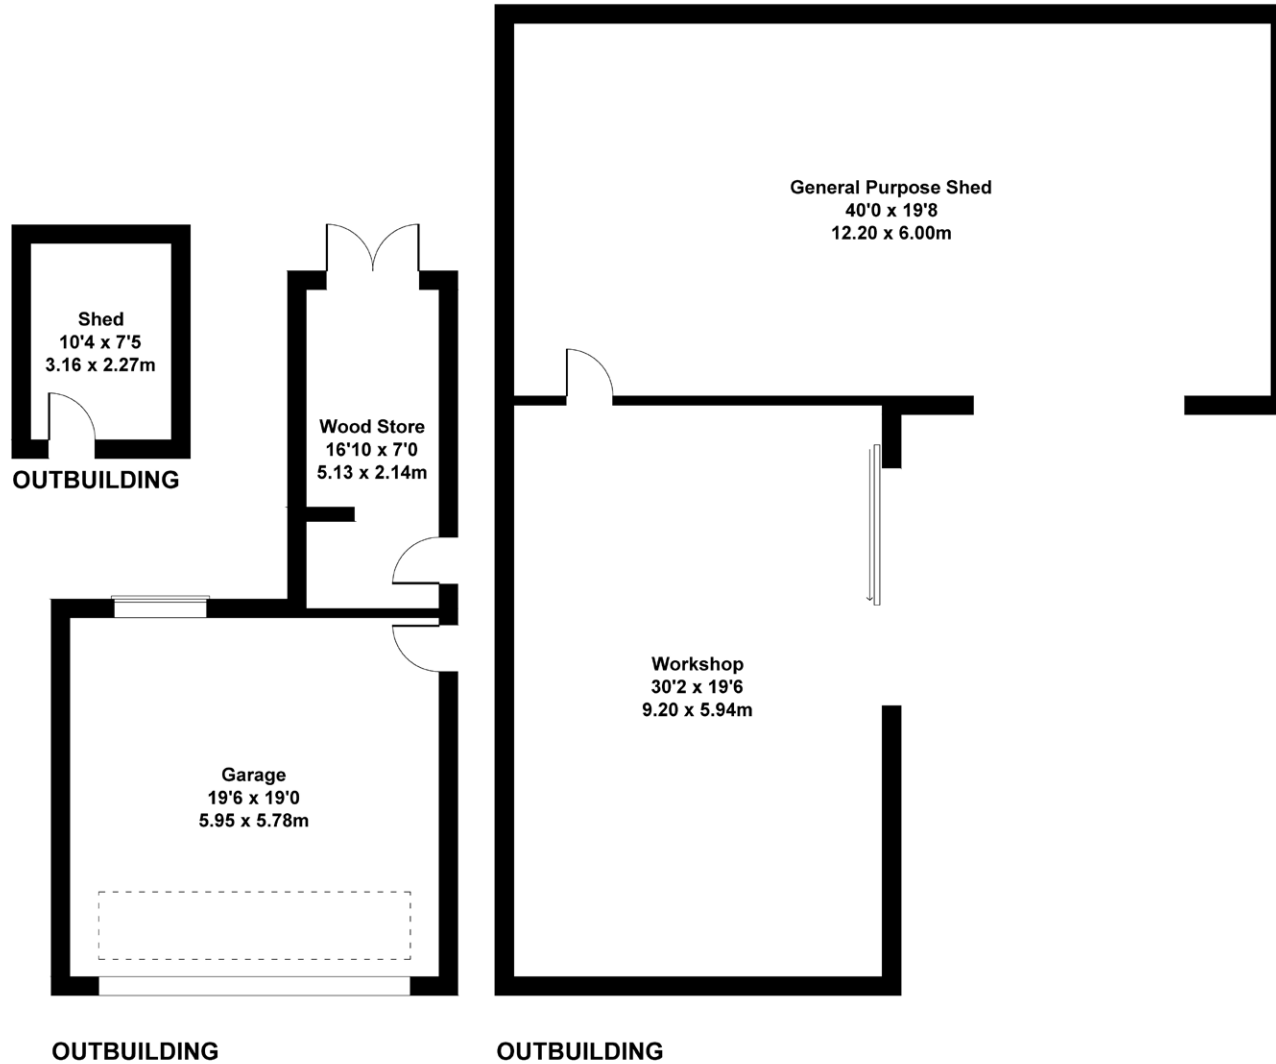 General Purpose Shed
40'0 x 19'8
12.20 x 6.00m
Shed
10'4 x 7'5
3.16 x 2.27m
OUTBUILDING
Wood Store
16'10 x 7'0
5.13 x 2.14m
Workshop
30'2 x 19'6
9.20 x 5.94m
Garage
19'6 x 19'0
5.95 x 5.78m
OUTBUILDING
OUTBUILDING